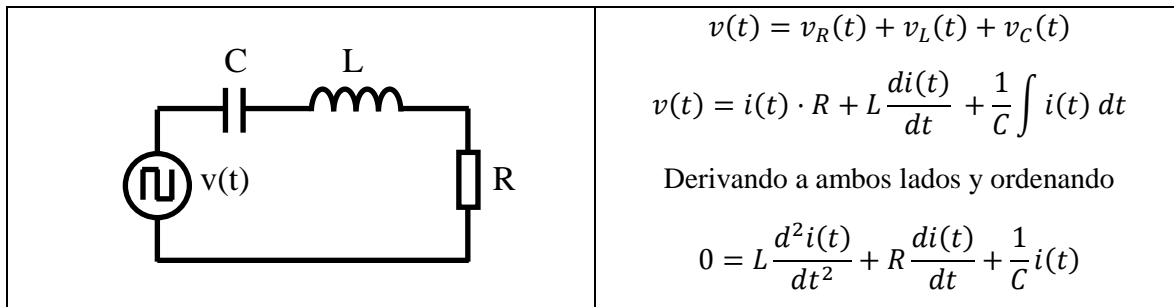 C L
v(t) R
v(t) = v_R(t) + v_L(t) + v_C(t)
v(t) = i(t) · R + L di(t)/dt + 1/C ∫ i(t) dt
Derivando a ambos lados y ordenando
0 = L d²i(t)/dt² + R di(t)/dt + 1/C i(t)